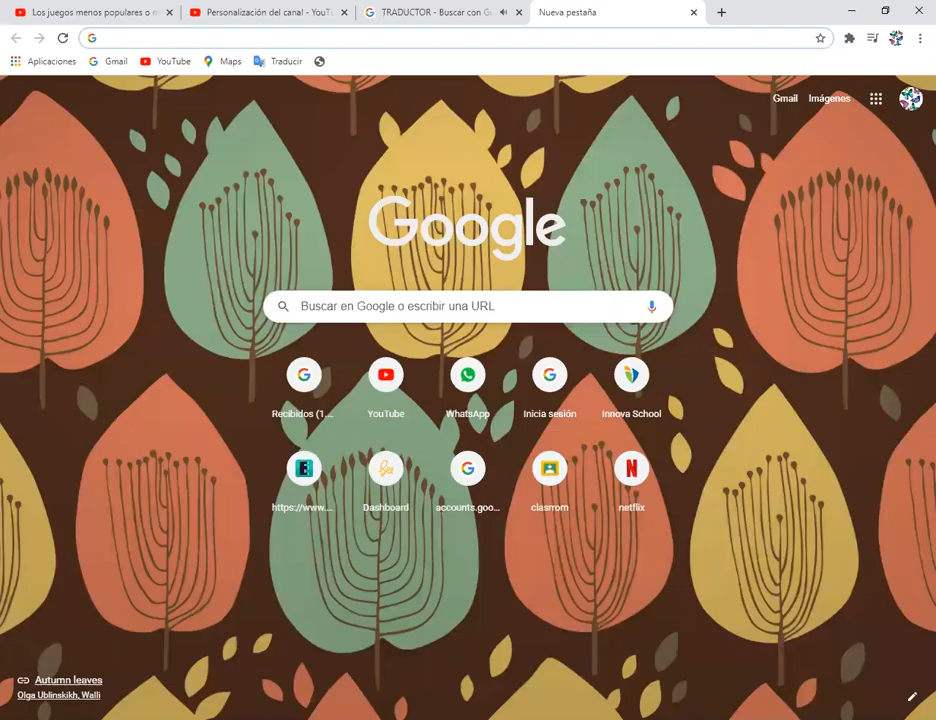 Los juegos menos populares o m
Personalización del canal - YouTu
TRADUCTOR - Buscar con G
Nueva pestaña
Aplicaciones
Gmail
YouTube
Maps
Traducir
Gmail
Imágenes
Google
Buscar en Google o escribir una URL
Recibidos (1...
YouTube
WhatsApp
Inicia sesión
Innova School
https://www...
Dashboard
accounts.goo...
clasrrom
netflix
Autumn leaves
Olga Ublinskikh, Walli